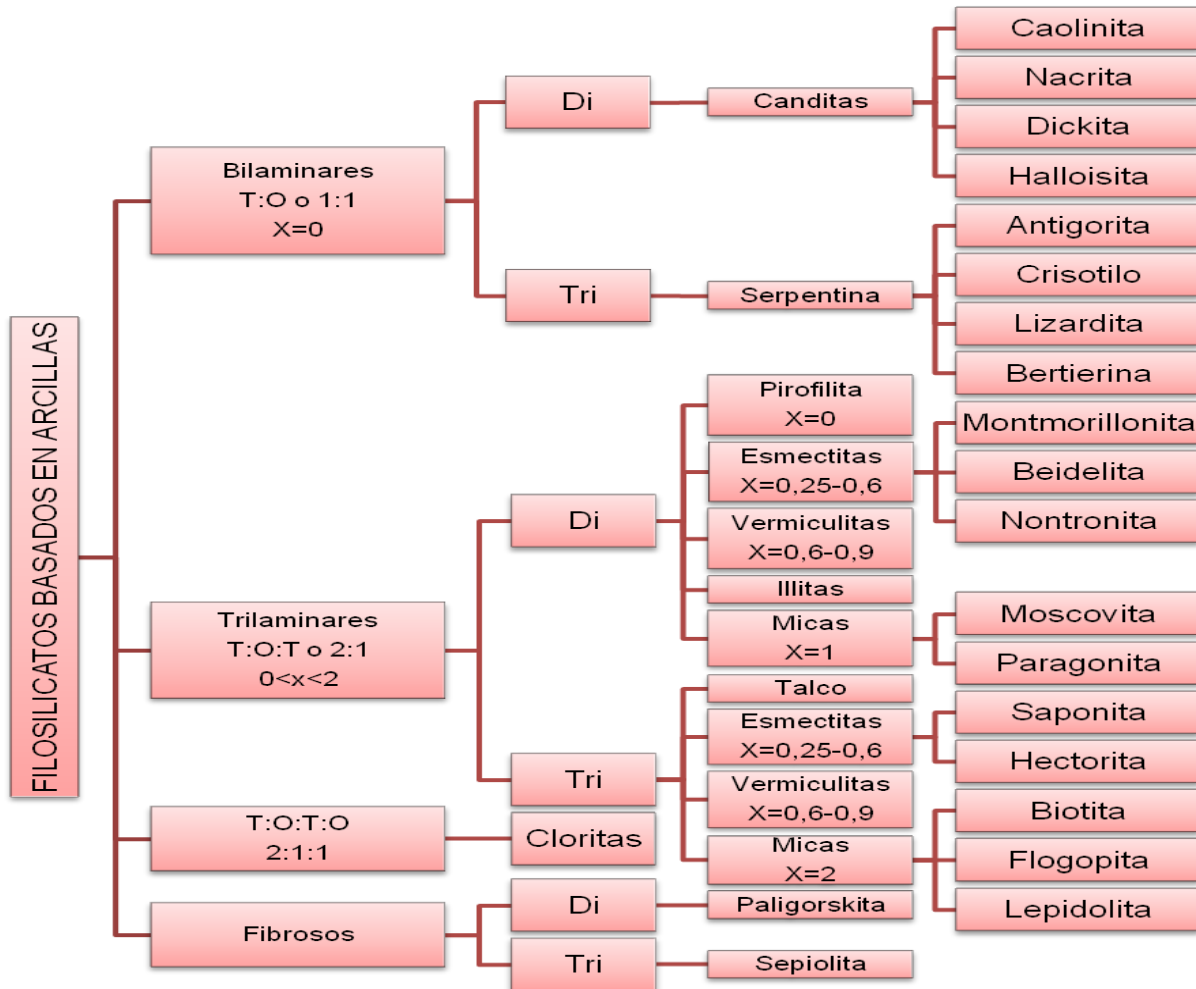 FILOSILICATOS BASADOS EN ARCILLAS
Bilaminares
T:O o 1:1
X=0
Di
Canditas
Caolinita
Nacrita
Dickita
Halloisita
Tri
Serpentina
Antigorita
Crisotilo
Lizardita
Bertierina
Trilaminares
T:O:T o 2:1
0<x<2
Di
Pirofilita
X=0
Esmectitas
X=0,25-0,6
Montmorillonita
Beidelita
Nontronita
Vermiculitas
X=0,6-0,9
Illitas
Micas
X=1
Moscovita
Paragonita
Tri
Talco
Esmectitas
X=0,25-0,6
Saponita
Hectorita
Vermiculitas
X=0,6-0,9
Micas
X=2
Biotita
Flogopita
Lepidolita
T:O:T:O
2:1:1
Cloritas
Fibrosos
Di
Paligorskita
Tri
Sepiolita